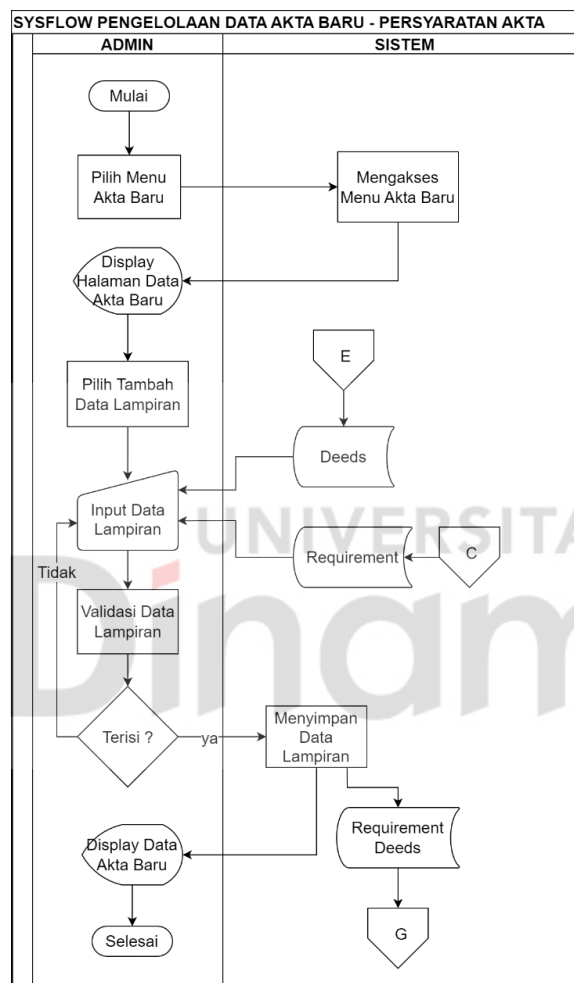 SYSFLOW PENGELOLAAN DATA AKTA BARU - PERSYARATAN AKTA
ADMIN
SISTEM
Mulai
Pilih Menu
Akta Baru
Mengakses
Menu Akta Baru
Display
Halaman Data
Akta Baru
E
Pilih Tambah
Data Lampiran
Deeds
Input Data
Lampiran
UNIVERSITA
Requirement
C
Tidak
Dinam
Validasi Data
Lampiran
Terisi ?
ya
Menyimpan
Data
Lampiran
Requirement
Deeds
Display Data
Akta Baru
Selesai
G